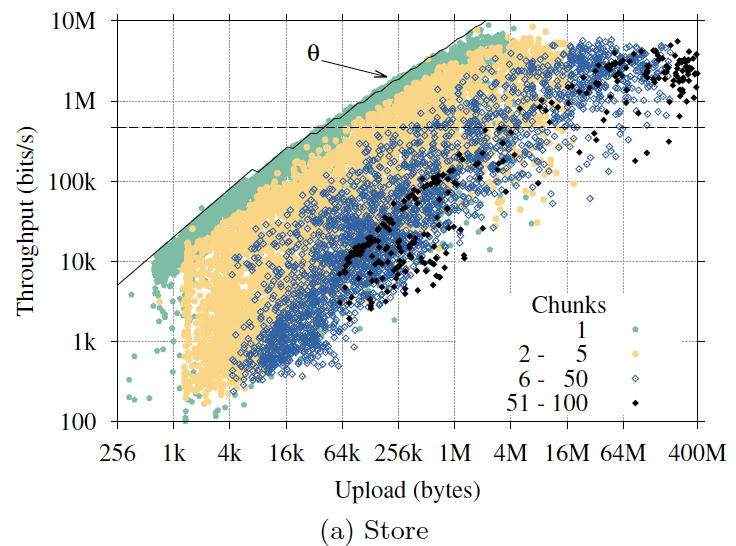 10M
1M
100k
10k
1k
100
Throughput (bits/s)
θ
Chunks
1
2 - 5
6 - 50
51 - 100
256 1k 4k 16k 64k 256k 1M 4M 16M 64M 400M
Upload (bytes)
(a) Store